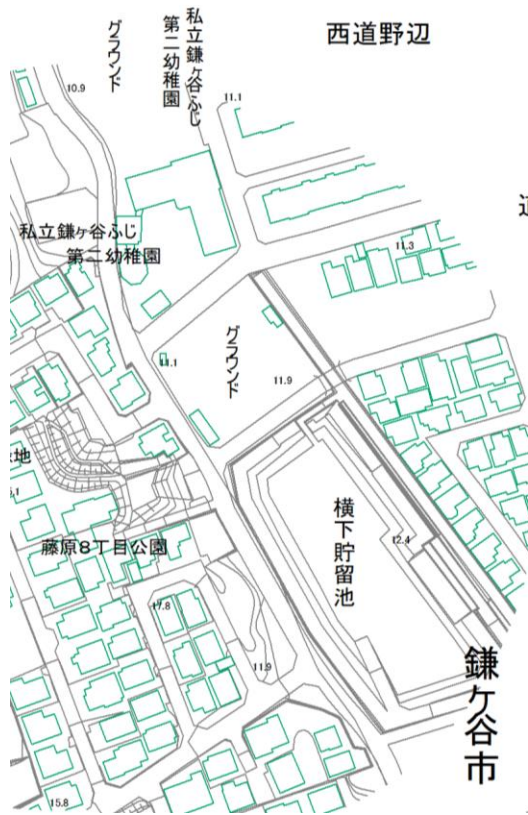 西道野辺
グラウンド
私立鎌ヶ谷ふじ
第二幼稚園
10.9
11.1
私立鎌ヶ谷ふじ
第二幼稚園
11.3
グラウンド
11.1
11.9
地
横下貯留池
12.4
藤原8丁目公園
17.8
11.9
鎌ケ谷市
15.8